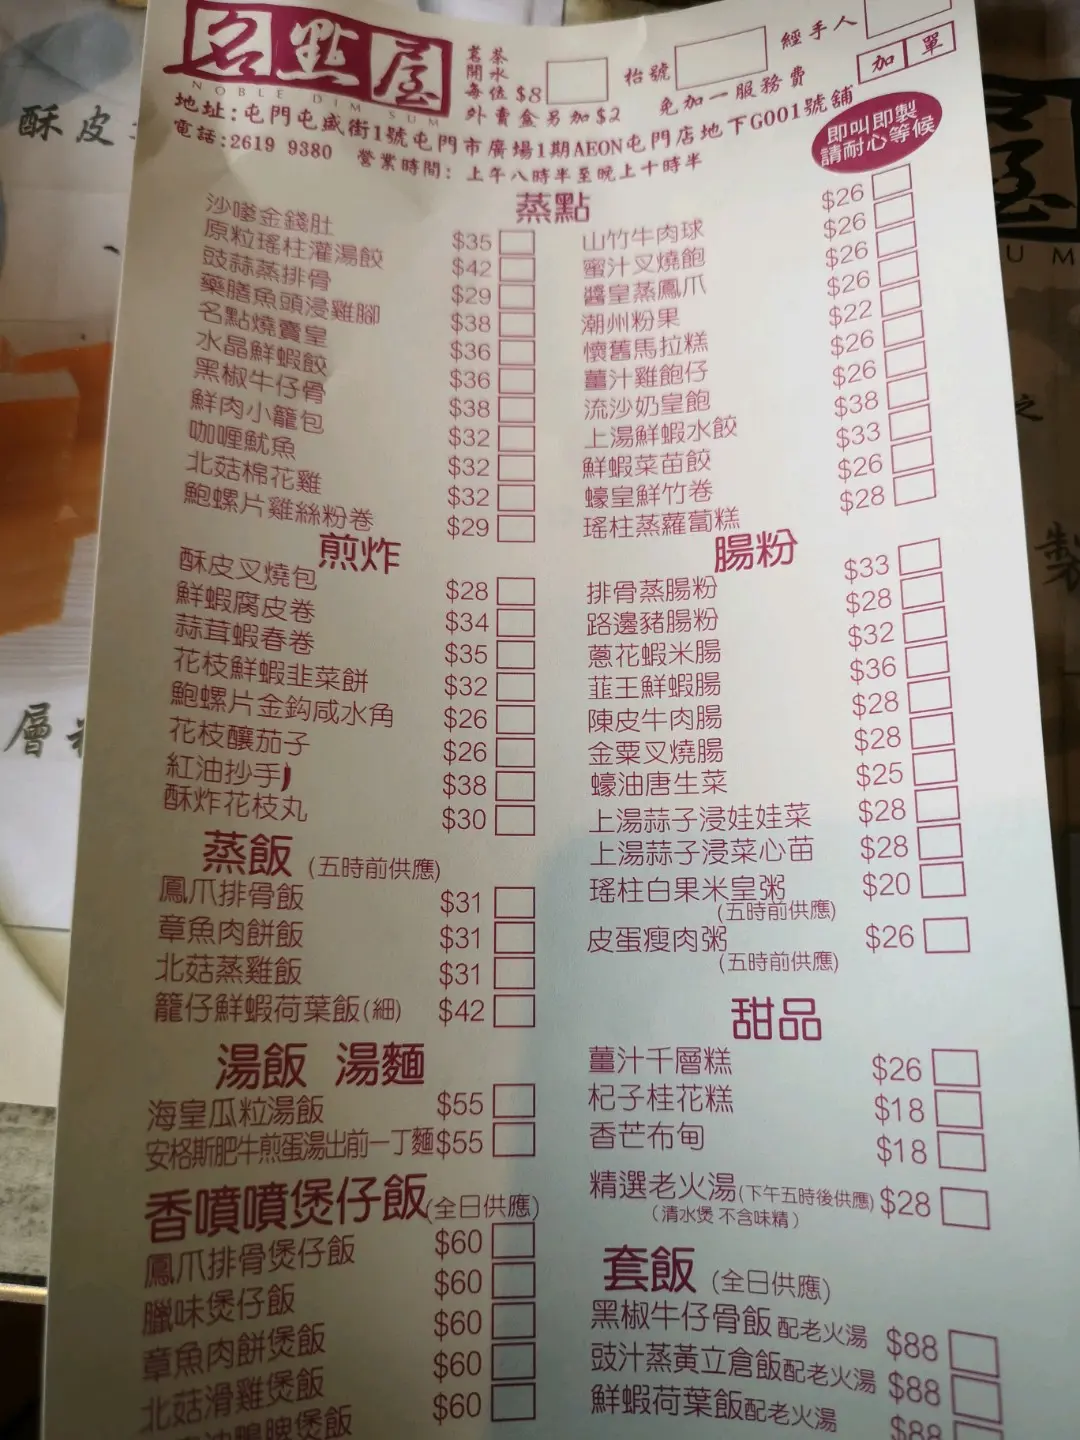 名點屋
NOBLE DIM SUM
茗茶
開水
每位 $8
枱號
經手人
外賣盒另加$2
免加一服務費
加單
地址:屯門屯盛街1號屯門市廣場1期AEON屯門店地下G001號舖
電話:2619 9380 營業時間: 上午八時半至晚上十時半
即叫即製
請耐心等候
蒸點
沙嗲金錢肚 $35
原粒瑤柱灌湯餃 $42
豉蒜蒸排骨 $29
藥膳魚頭浸雞腳 $38
名點燒賣皇 $36
水晶鮮蝦餃 $36
黑椒牛仔骨 $38
鮮肉小籠包 $32
咖喱魷魚 $32
北菇棉花雞 $32
鮑螺片雞絲粉卷 $29
山竹牛肉球 $26
蜜汁叉燒飽 $26
醬皇蒸鳳爪 $26
潮州粉果 $26
懷舊馬拉糕 $22
薑汁雞飽仔 $26
流沙奶皇飽 $26
上湯鮮蝦水餃 $38
鮮蝦菜苗餃 $33
蠔皇鮮竹卷 $26
瑤柱蒸蘿蔔糕 $28
煎炸
酥皮叉燒包 $28
鮮蝦腐皮卷 $34
蒜茸蝦春卷 $35
花枝鮮蝦韭菜餅 $32
鮑螺片金鈎咸水角 $26
花枝釀茄子 $26
紅油抄手 $38
酥炸花枝丸 $30
腸粉
排骨蒸腸粉 $33
路邊豬腸粉 $28
蔥花蝦米腸 $32
韮王鮮蝦腸 $36
陳皮牛肉腸 $28
金粟叉燒腸 $28
蠔油唐生菜 $25
上湯蒜子浸娃娃菜 $28
上湯蒜子浸菜心苗 $28
瑤柱白果米皇粥 $20
(五時前供應)
皮蛋瘦肉粥 $26
(五時前供應)
蒸飯 (五時前供應)
鳳爪排骨飯 $31
章魚肉餅飯 $31
北菇蒸雞飯 $31
籠仔鮮蝦荷葉飯(細) $42
湯飯 湯麵
海皇瓜粒湯飯 $55
安格斯肥牛煎蛋湯出前一丁麵 $55
香噴噴煲仔飯(全日供應)
鳳爪排骨煲仔飯 $60
臘味煲仔飯 $60
章魚肉餅煲飯 $60
北菇滑雞煲飯 $60
煲飯 $60
甜品
薑汁千層糕 $26
杞子桂花糕 $18
香芒布甸 $18
精選老火湯(下午五時後供應) $28
(清水煲 不含味精)
套飯 (全日供應)
黑椒牛仔骨飯配老火湯 $88
豉汁蒸黃立倉飯配老火湯 $88
鮮蝦荷葉飯配老火湯 $88
酥皮
層
製
之
SUM